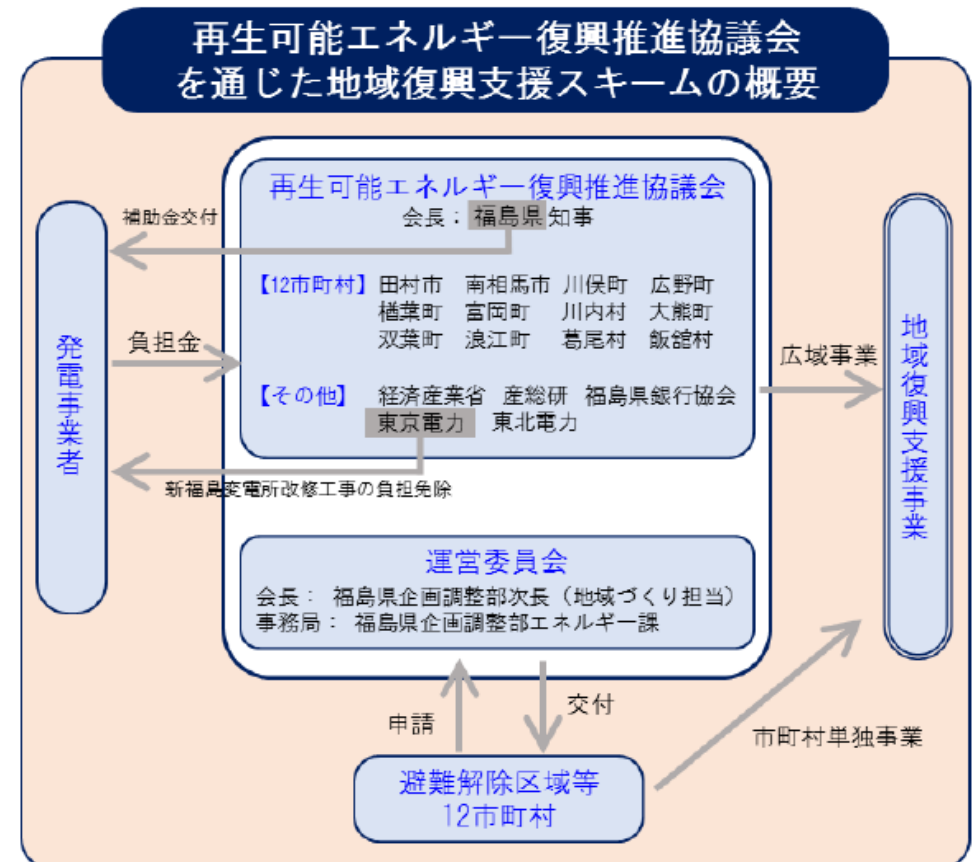 再生可能エネルギー復興推進協議会
を通じた地域復興支援スキームの概要
再生可能エネルギー復興推進協議会
会長：福島県知事
補助金交付
【12市町村】田村市 南相馬市 川俣町 広野町
楢葉町 富岡町 川内村 大熊町
双葉町 浪江町 葛尾村 飯舘村
発電事業者
負担金
【その他】 経済産業省 産総研 福島県銀行協会
東京電力 東北電力
新福島変電所改修工事の負担免除
広域事業
地域復興支援事業
運営委員会
会長： 福島県企画調整部次長（地域づくり担当）
事務局： 福島県企画調整部エネルギー課
申請
交付
市町村単独事業
避難解除区域等
12市町村